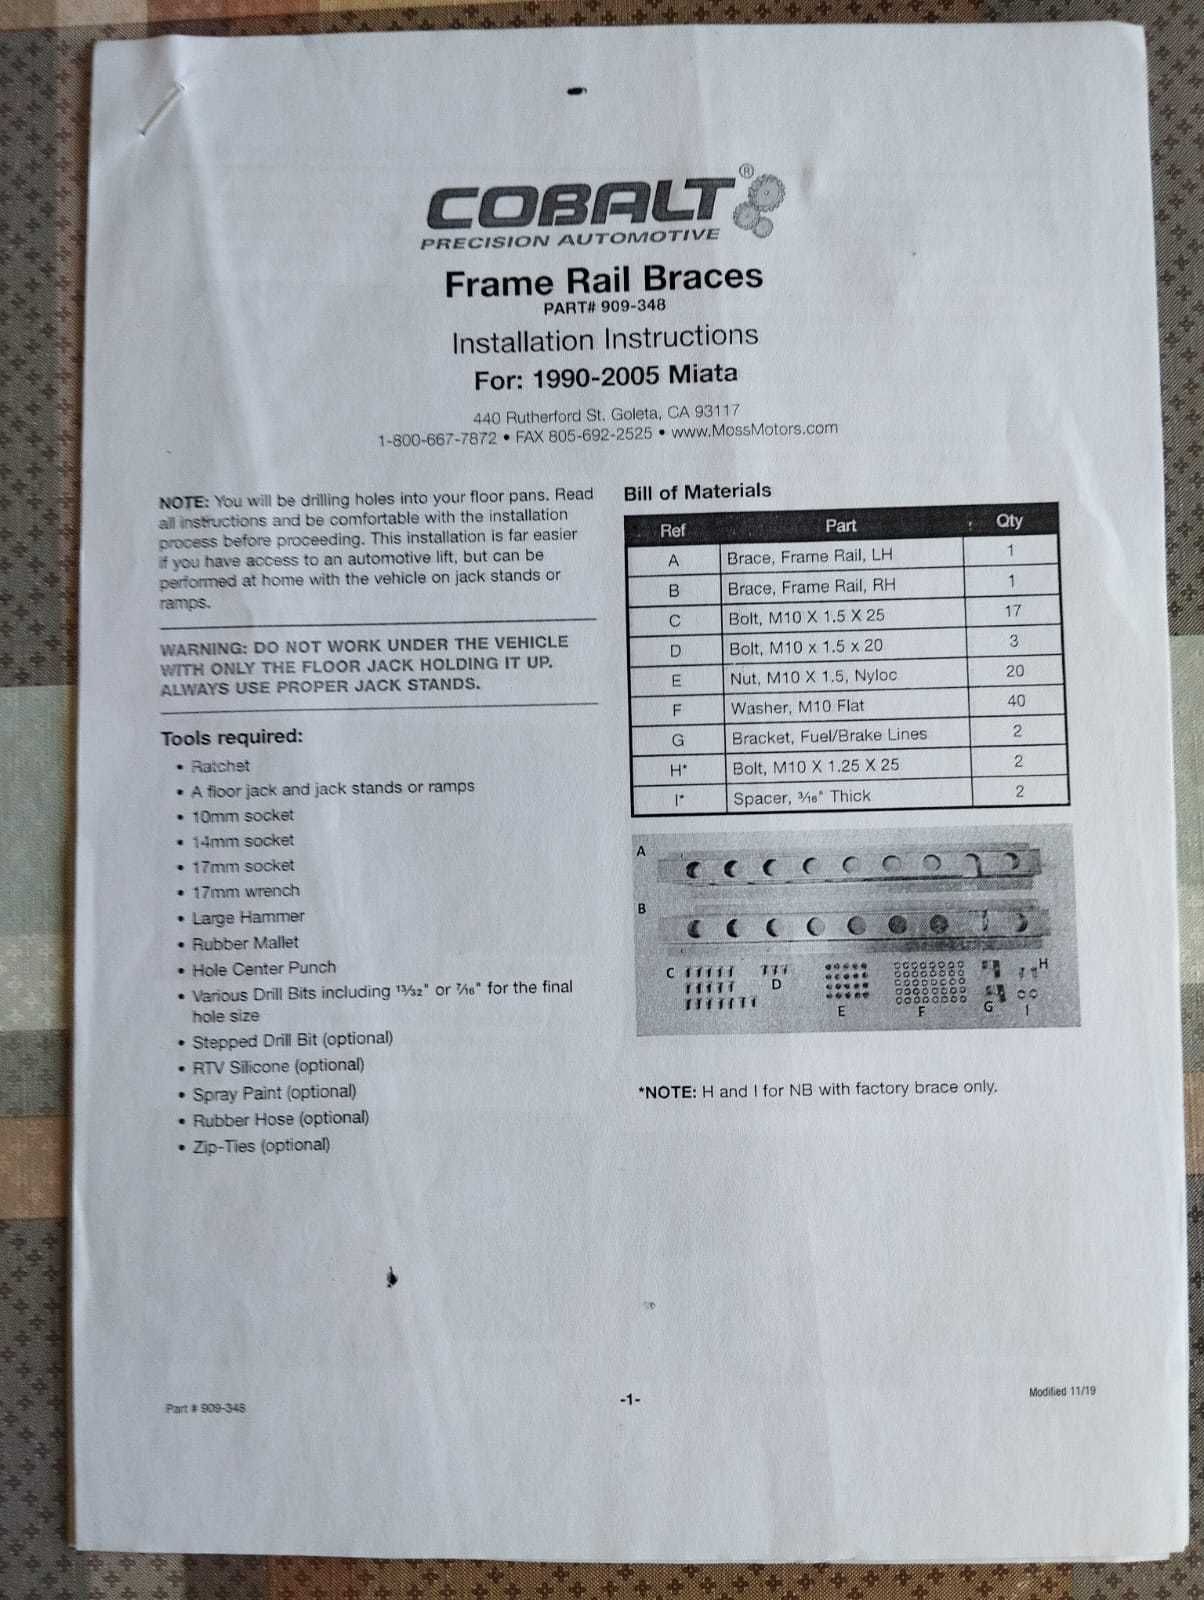 COBALT®
PRECISION AUTOMOTIVE
Frame Rail Braces
PART# 909-348
Installation Instructions
For: 1990-2005 Miata
440 Rutherford St. Goleta, CA 93117
1-800-667-7872 • FAX 805-692-2525 • www.MossMotors.com
NOTE: You will be drilling holes into your floor pans. Read
all instructions and be comfortable with the installation
process before proceeding. This installation is far easier
if you have access to an automotive lift, but can be
performed at home with the vehicle on jack stands or
ramps.
WARNING: DO NOT WORK UNDER THE VEHICLE
WITH ONLY THE FLOOR JACK HOLDING IT UP.
ALWAYS USE PROPER JACK STANDS.
Tools required:
• Ratchet
• A floor jack and jack stands or ramps
• 10mm socket
• 14mm socket
• 17mm socket
• 17mm wrench
• Large Hammer
• Rubber Mallet
• Hole Center Punch
• Various Drill Bits including 13/32" or 7/16" for the final
hole size
• Stepped Drill Bit (optional)
• RTV Silicone (optional)
• Spray Paint (optional)
• Rubber Hose (optional)
• Zip-Ties (optional)
Bill of Materials
Ref Part Qty
A Brace, Frame Rail, LH 1
B Brace, Frame Rail, RH 1
C Bolt, M10 X 1.5 X 25 17
D Bolt, M10 x 1.5 x 20 3
E Nut, M10 X 1.5, Nyloc 20
F Washer, M10 Flat 40
G Bracket, Fuel/Brake Lines 2
H* Bolt, M10 X 1.25 X 25 2
I* Spacer, 3/16" Thick 2
A
B
C
D
E
F
G
H
I
*NOTE: H and I for NB with factory brace only.
Part # 909-348
-1-
Modified 11/19